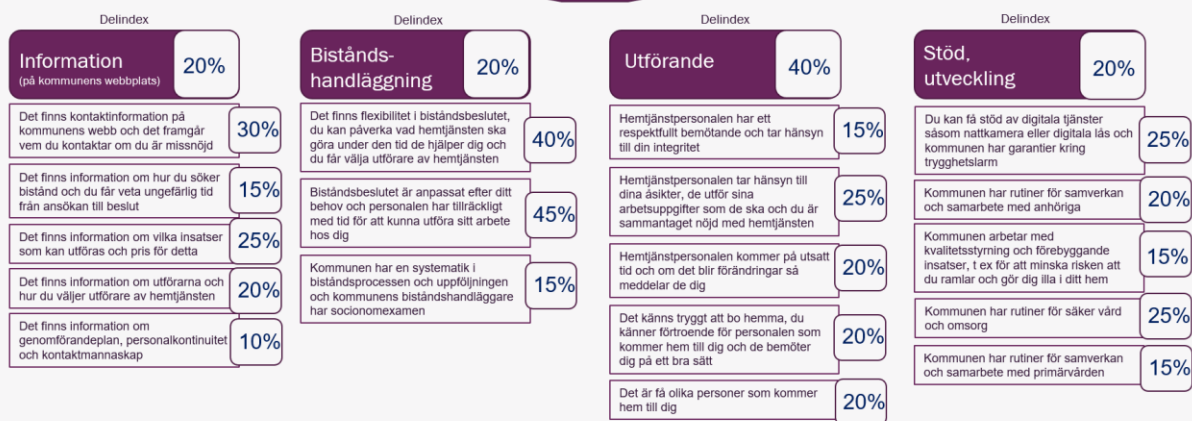 Delindex
Information
(på kommunens webbplats)
20%
Det finns kontaktinformation på
kommunens webb och det framgår
vem du kontaktar om du är missnöjd
30%
Det finns information om hur du söker
bistånd och du får veta ungefärlig tid
från ansökan till beslut
15%
Det finns information om vilka insatser
som kan utföras och pris för detta
25%
Det finns information om utförarna och
hur du väljer utförare av hemtjänsten
20%
Det finns information om
genomförandeplan, personalkontinuitet
och kontaktmannaskap
10%
Delindex
Bistånds-
handläggning
20%
Det finns flexibilitet i biståndsbeslutet,
du kan påverka vad hemtjänsten ska
göra under den tid de hjälper dig och
du får välja utförare av hemtjänsten
40%
Biståndsbeslutet är anpassat efter ditt
behov och personalen har tillräckligt
med tid för att kunna utföra sitt arbete
hos dig
45%
Kommunen har en systematik i
biståndsprocessen och uppföljningen
och kommunens biståndshandläggare
har socionomexamen
15%
Delindex
Utförande
40%
Hemtjänstpersonalen har ett
respektfullt bemötande och tar hänsyn
till din integritet
15%
Hemtjänstpersonalen tar hänsyn till
dina åsikter, de utför sina
arbetsuppgifter som de ska och du är
sammantaget nöjd med hemtjänsten
25%
Hemtjänstpersonalen kommer på utsatt
tid och om det blir förändringar så
meddelar de dig
20%
Det känns tryggt att bo hemma, du
känner förtroende för personalen som
kommer hem till dig och de bemöter
dig på ett bra sätt
20%
Det är få olika personer som kommer
hem till dig
20%
Delindex
Stöd,
utveckling
20%
Du kan få stöd av digitala tjänster
såsom nattkamera eller digitala lås och
kommunen har garantier kring
trygghetslarm
25%
Kommunen har rutiner för samverkan
och samarbete med anhöriga
20%
Kommunen arbetar med
kvalitetsstyrning och förebyggande
insatser, t ex för att minska risken att
du ramlar och gör dig illa i ditt hem
15%
Kommunen har rutiner för säker vård
och omsorg
25%
Kommunen har rutiner för samverkan
och samarbete med primärvården
15%